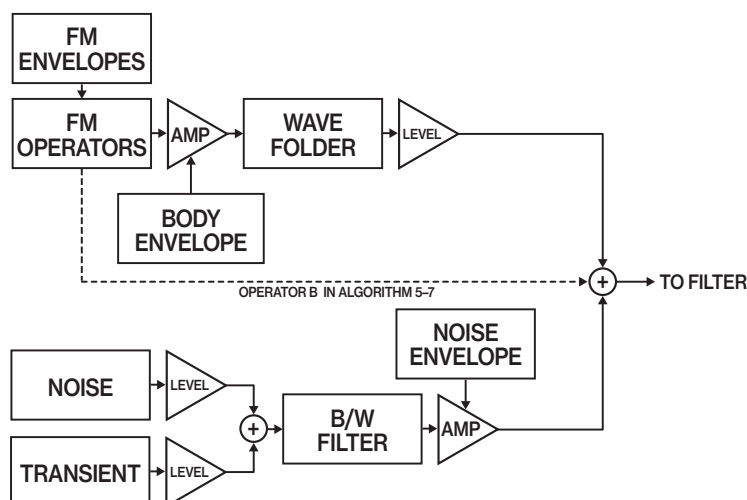 FM
ENVELOPES
FM
OPERATORS
AMP
WAVE
FOLDER
LEVEL
BODY
ENVELOPE
OPERATOR B IN ALGORITHM 5–7
+
TO FILTER
NOISE
ENVELOPE
NOISE
LEVEL
+
B/W
FILTER
AMP
TRANSIENT
LEVEL